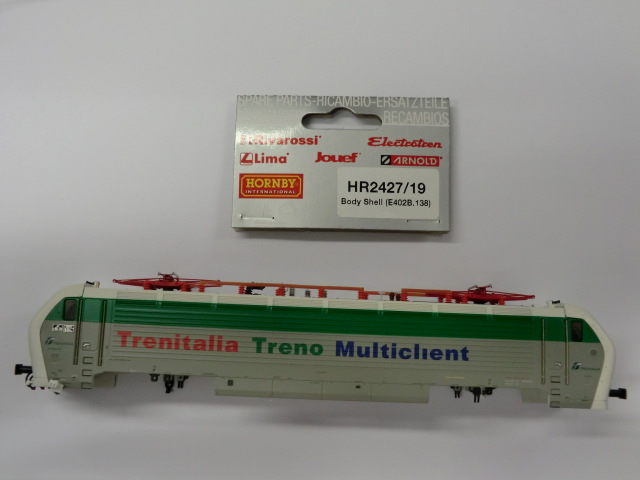 SPARE PARTS-RICAMBIO-ERSATZTEILE
RECAMBIOS
Rivarossi Electrotren
Lima Jouef ARNOLD
HORNBY
INTERNATIONAL
HR2427/19
Body Shell (E402B.138)
Trenitalia Treno Multiclient